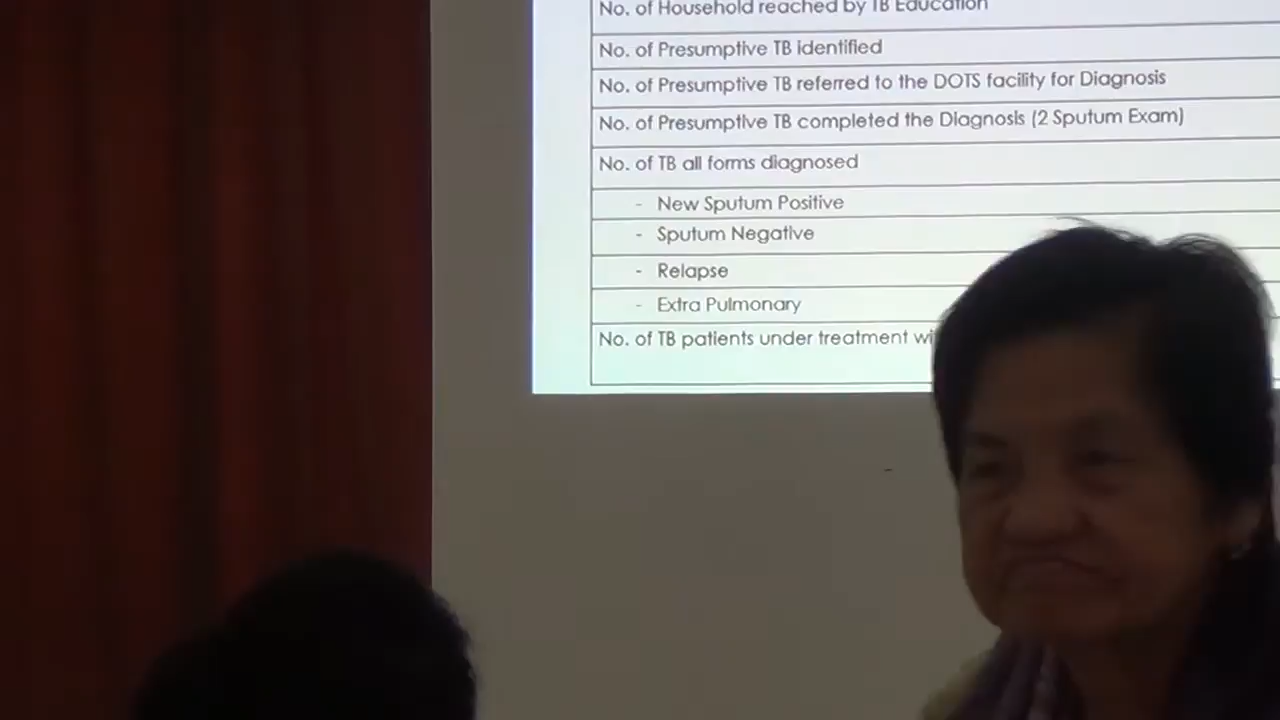 No. of Household reached by TB Education
No. of Presumptive TB identified
No. of Presumptive TB referred to the DOTS facility for Diagnosis
No. of Presumptive TB completed the Diagnosis (2 Sputum Exam)
No. of TB all forms diagnosed
- New Sputum Positive
- Sputum Negative
- Relapse
- Extra Pulmonary
No. of TB patients under treatment wi